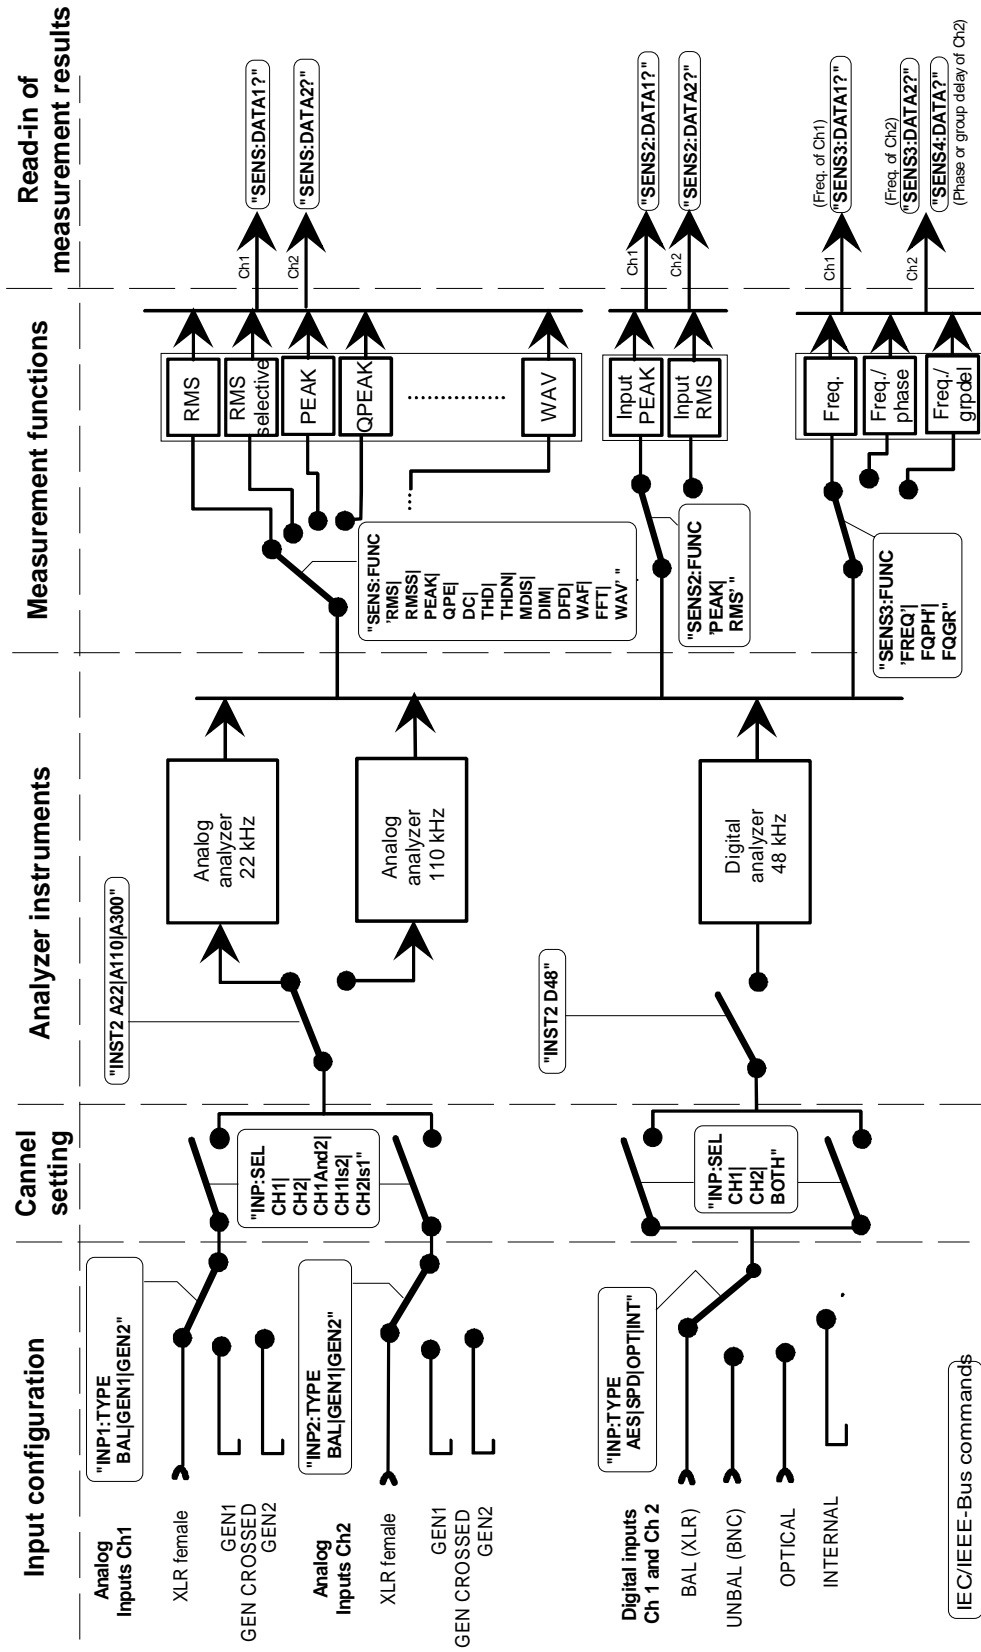 Input configuration
Cannel
setting
Analyzer instruments
Measurement functions
Read-in of
measurement results
Analog
Inputs Ch1
XLR female
GEN1
GEN CROSSED
GEN2
"INP1:TYPE
BAL|GEN1|GEN2"
Analog
Inputs Ch2
XLR female
GEN1
GEN CROSSED
GEN2
"INP2:TYPE
BAL|GEN1|GEN2"
Digital inputs
Ch 1 and Ch 2
BAL (XLR)
UNBAL (BNC)
OPTICAL
INTERNAL
"INP:TYPE
AES|SPD|OPT|INT"
IEC/IEEE-Bus commands
"INP:SEL
CH1|
CH2|
CH1And2|
CH1Is2|
CH2Is1"
"INP:SEL
CH1|
CH2|
BOTH"
"INST2 A22|A110|A300"
Analog
analyzer
22 kHz
Analog
analyzer
110 kHz
"INST2 D48"
Digital
analyzer
48 kHz
"SENS:FUNC
'RMS|
RMSS|
PEAK|
QPE|
DC|
THD|
THDN|
MDIS|
DIM|
DFD|
WAF|
FFT|
WAV' "
"SENS2:FUNC
'PEAK|
RMS"
"SENS3:FUNC
'FREQ'|
FQPH'|
FQGR"
RMS
RMS
selective
PEAK
QPEAK
WAV
Input
PEAK
Input
RMS
Freq.
Freq./
phase
Freq./
grpdel
Ch1
"SENS:DATA1?"
Ch2
"SENS:DATA2?"
Ch1
"SENS2:DATA1?"
Ch2
"SENS2:DATA2?"
Ch1
(Freq. of Ch1)
"SENS3:DATA1?"
Ch2
(Freq. of Ch2)
"SENS3:DATA2?"
"SENS4:DATA?"
(Phase or group delay of Ch2)